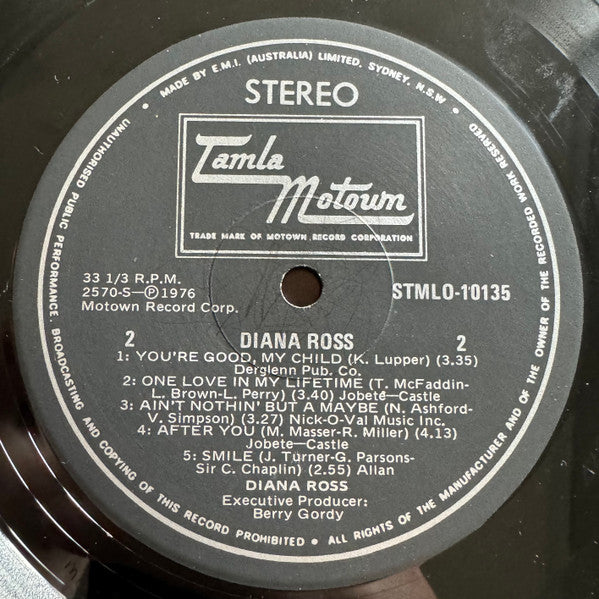 • MADE BY E.M.I. (AUSTRALIA) LIMITED. SYDNEY, N.S.W •
STEREO
Tamla
Motown
TRADE MARK OF MOTOWN RECORD CORPORATION
33 1/3 R.P.M.
2570-S—Ⓟ1976
Motown Record Corp.
STMLO-10135
2 DIANA ROSS 2
1: YOU'RE GOOD, MY CHILD (K. Lupper) (3.35)
Derglenn Pub. Co.
2: ONE LOVE IN MY LIFETIME (T. McFaddin-
L. Brown-L. Perry) (3.40) Jobete—Castle
3: AIN'T NOTHIN' BUT A MAYBE (N. Ashford-
V. Simpson) (3.27) Nick-O-Val Music Inc.
4: AFTER YOU (M. Masser-R. Miller) (4.13)
Jobete—Castle
5: SMILE (J. Turner-G. Parsons-
Sir C. Chaplin) (2.55) Allan
DIANA ROSS
Executive Producer:
Berry Gordy
UNAUTHORISED PUBLIC PERFORMANCE, BROADCASTING AND COPYING OF THIS RECORD PROHIBITED • ALL RIGHTS OF THE MANUFACTURER AND OF THE OWNER OF THE RECORDED WORK RESERVED